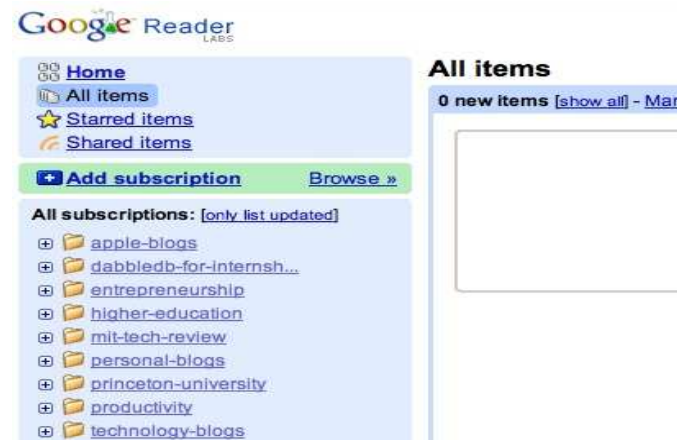 Google Reader
LABS
Home
All items
Starred items
Shared items
Add subscription Browse »
All subscriptions: [only list updated]
apple-blogs
dabbledb-for-internsh...
entrepreneurship
higher-education
mit-tech-review
personal-blogs
princeton-university
productivity
technology-blogs
All items
0 new items [show all] - Mar